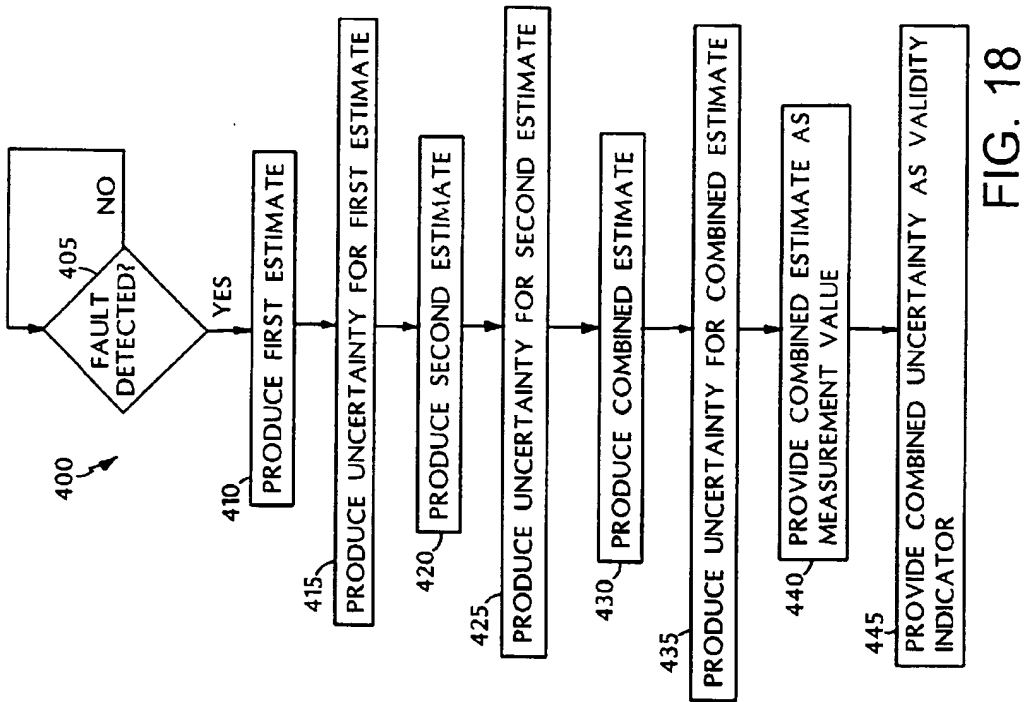 400
FAULT
DETECTED?
405
NO
YES
410
PRODUCE FIRST ESTIMATE
415
PRODUCE UNCERTAINTY FOR FIRST ESTIMATE
420
PRODUCE SECOND ESTIMATE
425
PRODUCE UNCERTAINTY FOR SECOND ESTIMATE
430
PRODUCE COMBINED ESTIMATE
435
PRODUCE UNCERTAINTY FOR COMBINED ESTIMATE
440
PROVIDE COMBINED ESTIMATE AS
MEASUREMENT VALUE
445
PROVIDE COMBINED UNCERTAINTY AS VALIDITY
INDICATOR
FIG. 18